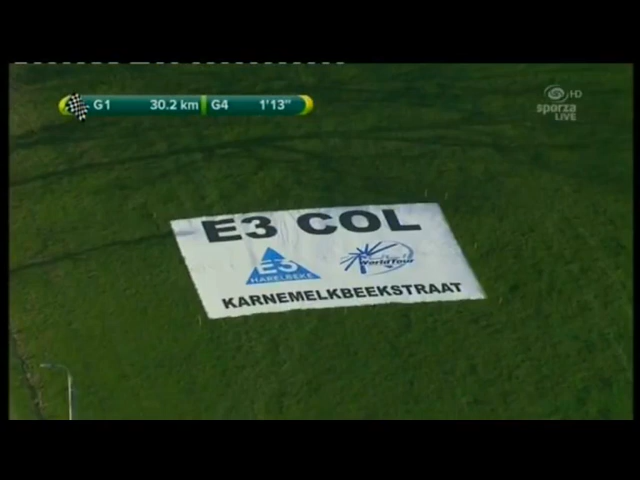 G1 30.2 km G4 1'13"
HD
sporza
LIVE
E3 COL
E3
HARELBEKE
WorldTour
KARNEMELKBEEKSTRAAT